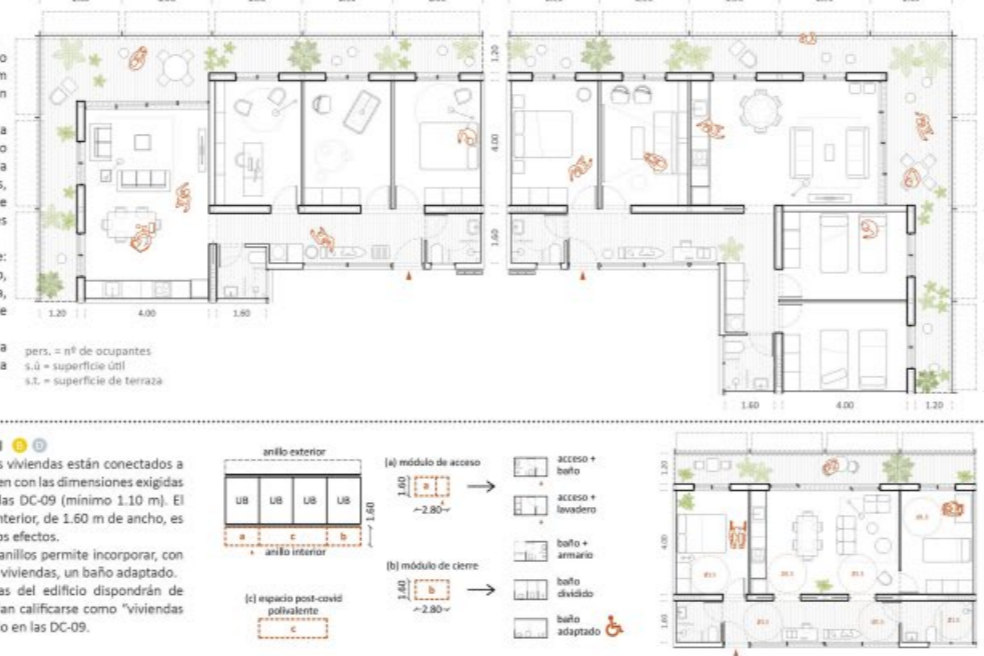 1.20
4.00
1.60
1.20
4.00
1.60
1.60
4.00
1.20
pers. = nº de ocupantes
s.ú = superficie útil
s.t. = superficie de terraza
B D
s viviendas están conectados a
en con las dimensiones exigidas
las DC-09 (mínimo 1.10 m). El
nterior, de 1.60 m de ancho, es
os efectos.
anillos permite incorporar, con
viviendas, un baño adaptado.
as del edificio dispondrán de
an calificarse como "viviendas
o en las DC-09.
anillo exterior
UB UB UB UB
1.60
a c b
anillo interior
(c) espacio post-covid
polivalente
c
(a) módulo de acceso
1.60
a
2.80
(b) módulo de cierre
1.60
b
2.80
acceso +
baño
acceso +
lavadero
baño +
armario
baño
dividido
baño
adaptado
1.20
4.00
1.60